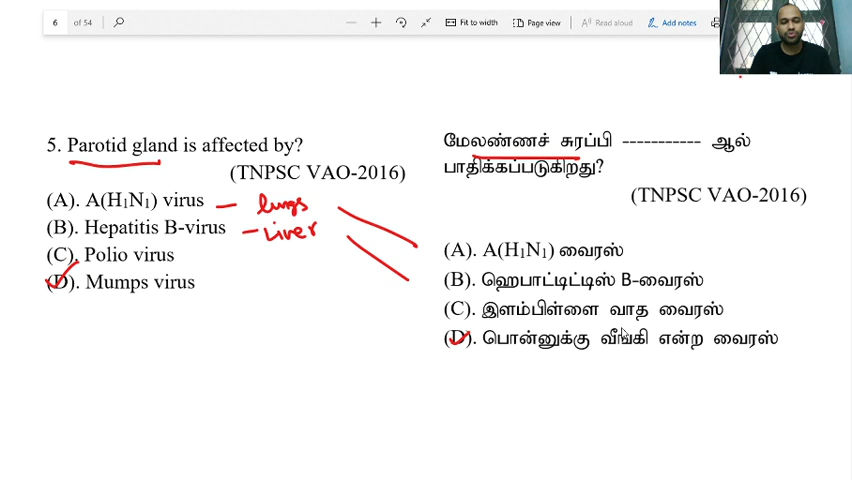 6 of 54 Fit to width Page view Read aloud Add notes
5. Parotid gland is affected by?
(TNPSC VAO-2016)
(A). A(H₁N₁) virus – lungs
(B). Hepatitis B-virus – Liver
(C). Polio virus
(D). Mumps virus
மேலண்ணச் சுரப்பி ----------- ஆல்
பாதிக்கப்படுகிறது?
(TNPSC VAO-2016)
(A). A(H₁N₁) வைரஸ்
(B). ஹெபாட்டிட்டிஸ் B-வைரஸ்
(C). இளம்பிள்ளை வாத வைரஸ்
(D). பொன்னுக்கு வீங்கி என்ற வைரஸ்